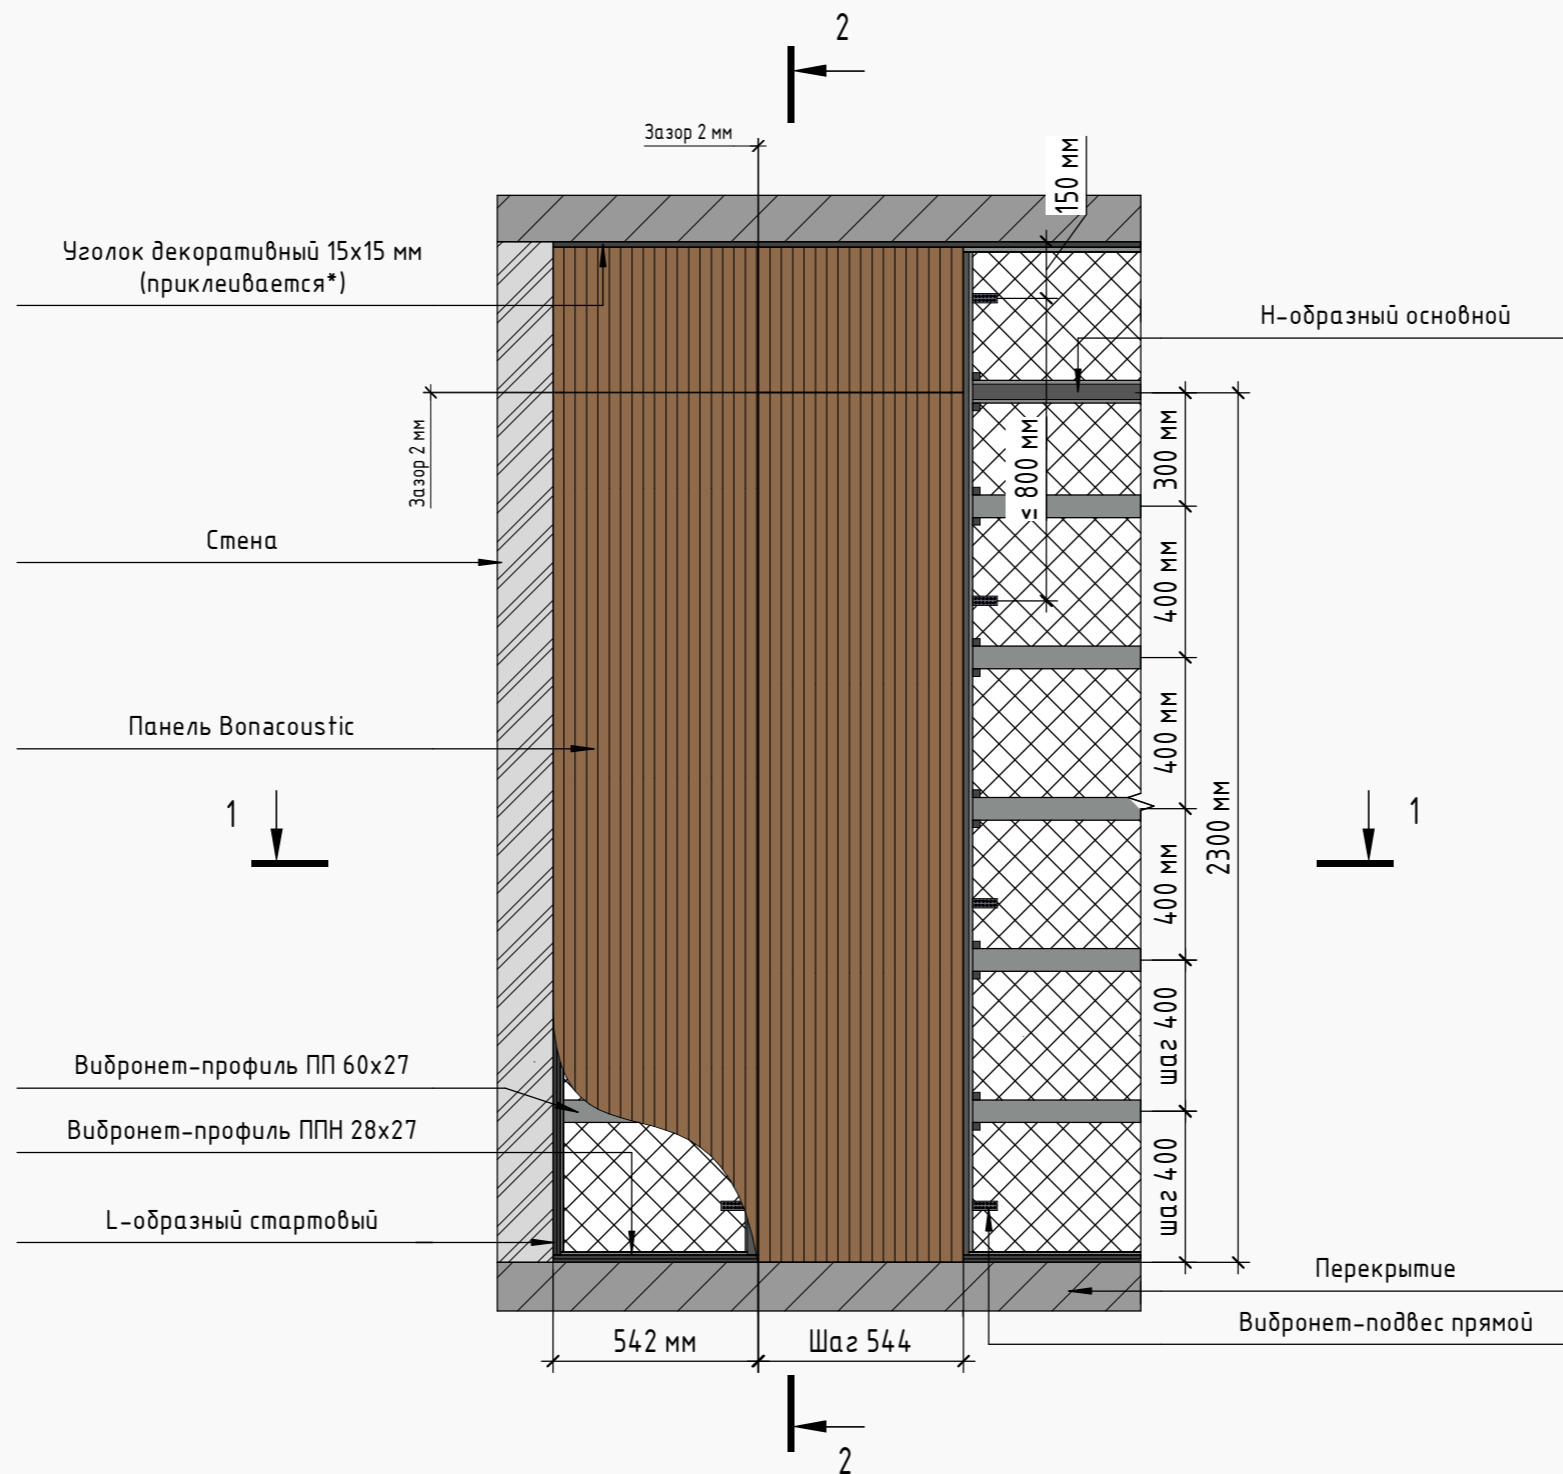 2
Зазор 2 мм
150 мм
Уголок декоративный 15х15 мм
(приклеивается*)
Н-образный основной
Зазор 2 мм
≤ 800 мм
300 мм
Стена
400 мм
Панель Bonacoustic
400 мм
1
2300 мм
1
400 мм
шаг 400
Вибронет-профиль ПП 60х27
Вибронет-профиль ППН 28х27
шаг 400
L-образный стартовый
Перекрытие
Вибронет-подвес прямой
542 мм
Шаг 544
2